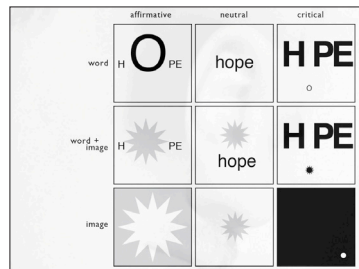 affirmative neutral critical
word
H O PE
hope
H PE
O
word + image
H PE
hope
H PE
image